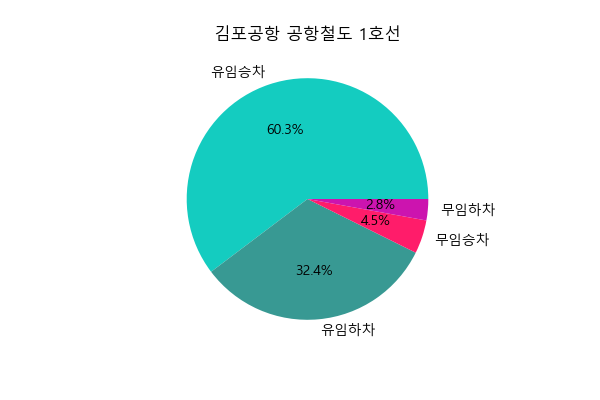 김포공항 공항철도 1호선
유임승차
60.3%
2.8%
무임하차
4.5%
무임승차
32.4%
유임하차